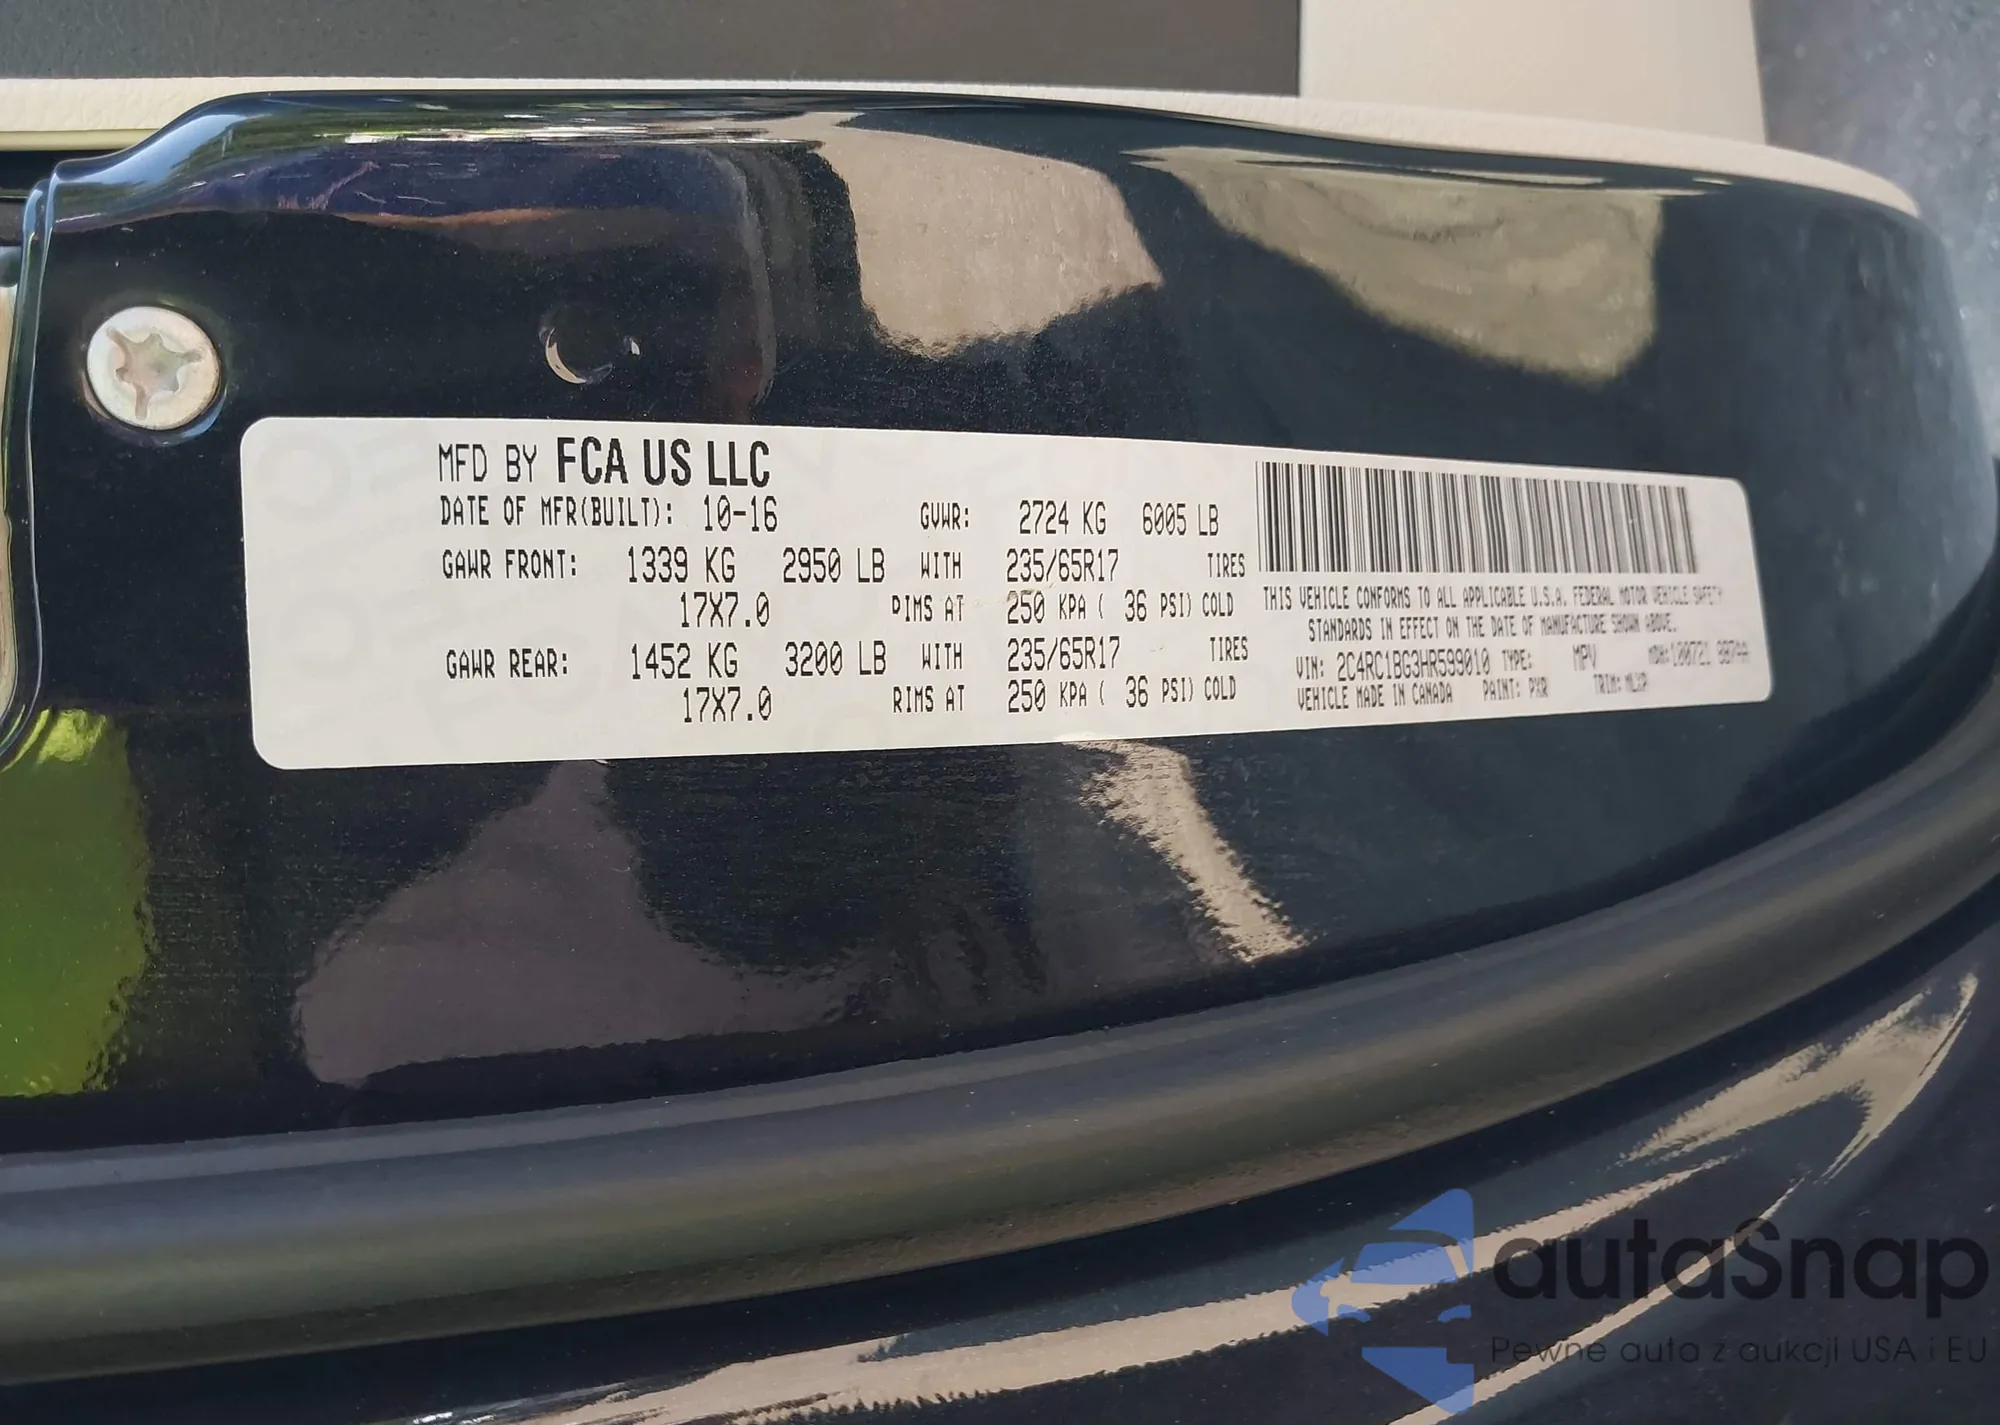 MFD BY FCA US LLC
DATE OF MFR(BUILT): 10-16 GVWR: 2724 KG 6005 LB
GAWR FRONT: 1339 KG 2950 LB WITH 235/65R17 TIRES
17X7.0 RIMS AT 250 KPA ( 36 PSI) COLD
GAWR REAR: 1452 KG 3200 LB WITH 235/65R17 TIRES
17X7.0 RIMS AT 250 KPA ( 36 PSI) COLD
THIS VEHICLE CONFORMS TO ALL APPLICABLE U.S.A. FEDERAL MOTOR VEHICLE SAFETY
STANDARDS IN EFFECT ON THE DATE OF MANUFACTURE SHOWN ABOVE.
VIN: 2C4RC1BG3HR599010 TYPE: MPV MDH:
VEHICLE MADE IN CANADA PAINT: PXR TRIM:
autaSnap
Pewne auta z aukcji USA i EU